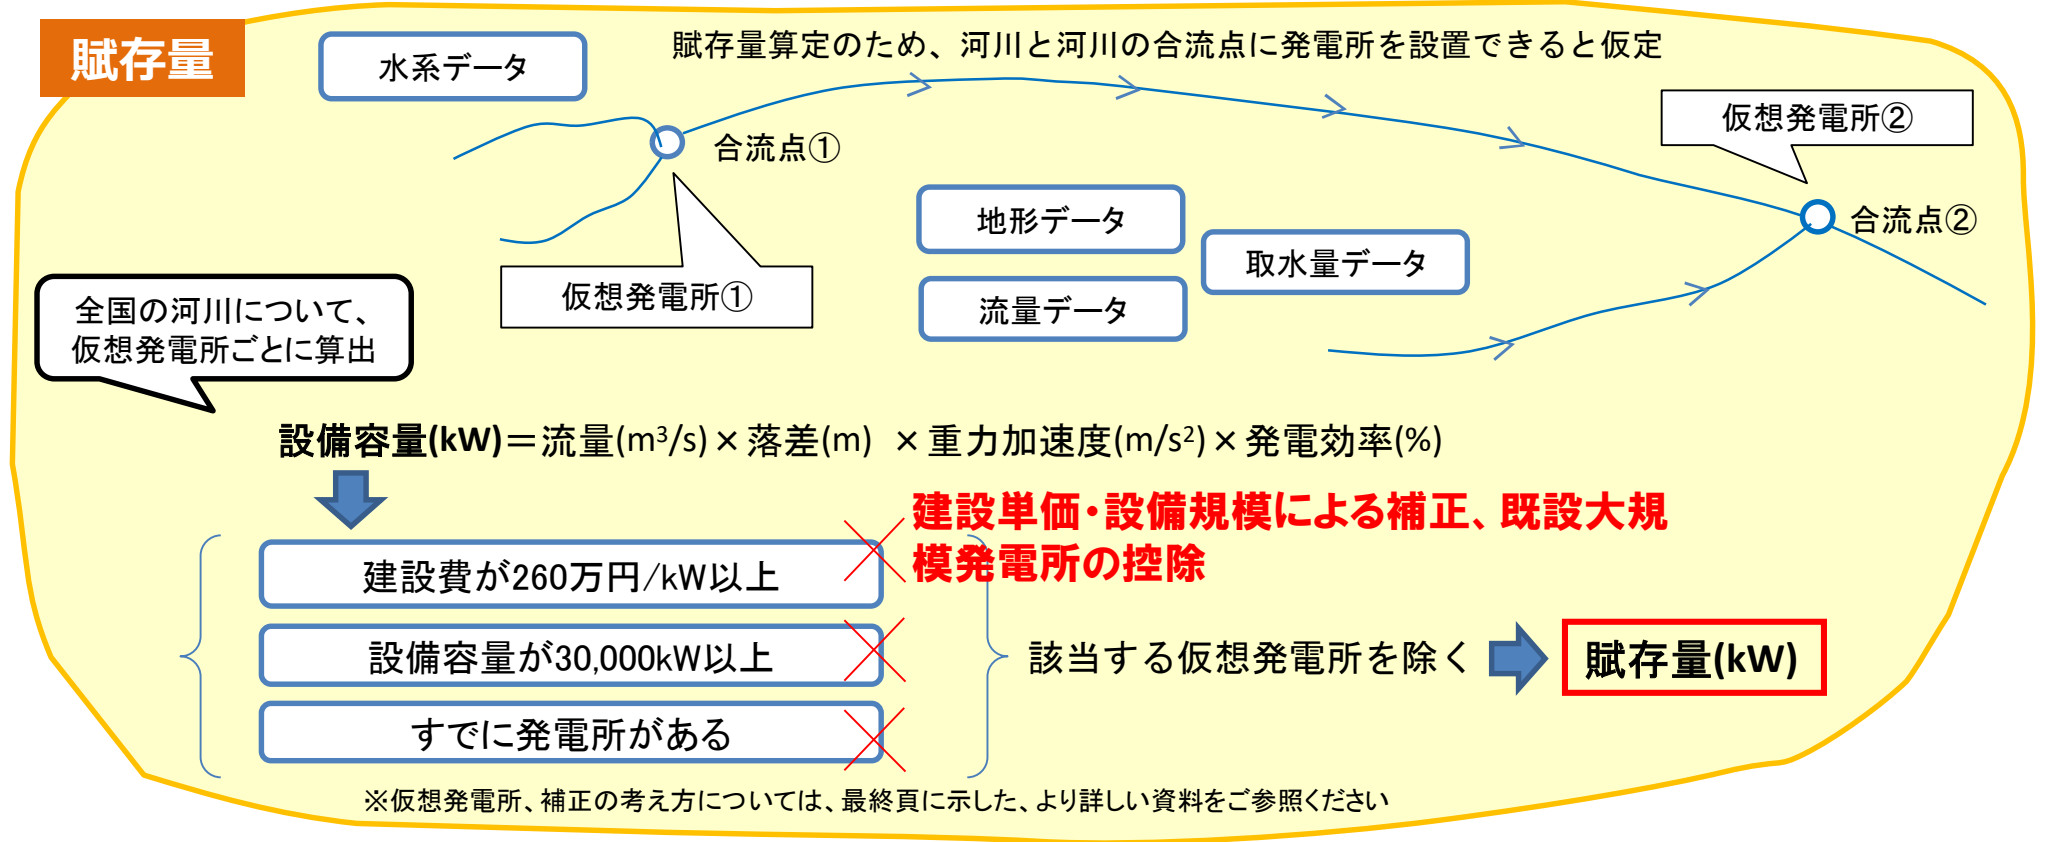 賦存量
水系データ
賦存量算定のため、河川と河川の合流点に発電所を設置できると仮定
仮想発電所②
合流点①
地形データ
合流点②
取水量データ
仮想発電所①
流量データ
全国の河川について、
仮想発電所ごとに算出
設備容量(kW)＝流量(m³/s)×落差(m) ×重力加速度(m/s²)×発電効率(%)
建設単価・設備規模による補正、既設大規
模発電所の控除
建設費が260万円/kW以上
設備容量が30,000kW以上
すでに発電所がある
該当する仮想発電所を除く
賦存量(kW)
※仮想発電所、補正の考え方については、最終頁に示した、より詳しい資料をご参照ください